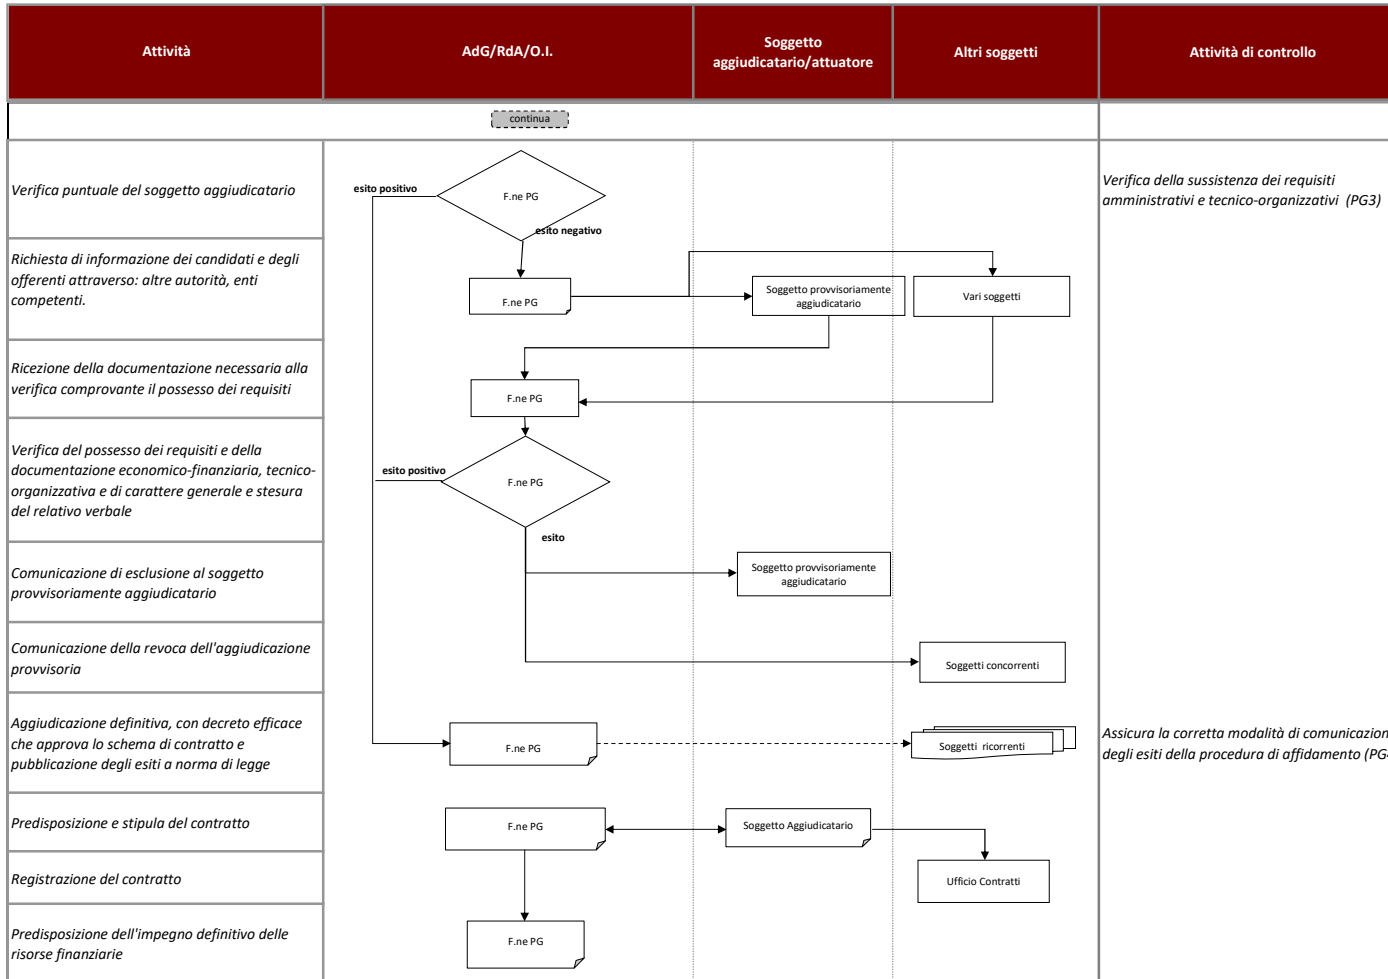 Attività
AdG/RdA/O.I.
Soggetto
aggiudicatario/attuatore
Altri soggetti
Attività di controllo
continua
Verifica puntuale del soggetto aggiudicatario
esito positivo
F.ne PG
esito negativo
Verifica della sussistenza dei requisiti
amministrativi e tecnico-organizzativi (PG3)
Richiesta di informazione dei candidati e degli
offerenti attraverso: altre autorità, enti
competenti.
F.ne PG
Soggetto provvisoriamente
aggiudicatario
Vari soggetti
Ricezione della documentazione necessaria alla
verifica comprovante il possesso dei requisiti
F.ne PG
Verifica del possesso dei requisiti e della
documentazione economico-finanziaria, tecnico-
organizzativa e di carattere generale e stesura
del relativo verbale
esito positivo
F.ne PG
esito
Comunicazione di esclusione al soggetto
provvisoriamente aggiudicatario
Soggetto provvisoriamente
aggiudicatario
Comunicazione della revoca dell'aggiudicazione
provvisoria
Soggetti concorrenti
Aggiudicazione definitiva, con decreto efficace
che approva lo schema di contratto e
pubblicazione degli esiti a norma di legge
F.ne PG
Soggetti ricorrenti
Assicura la corretta modalità di comunicazion
degli esiti della procedura di affidamento (PG4
Predisposizione e stipula del contratto
F.ne PG
Soggetto Aggiudicatario
Registrazione del contratto
Ufficio Contratti
Predisposizione dell'impegno definitivo delle
risorse finanziarie
F.ne PG